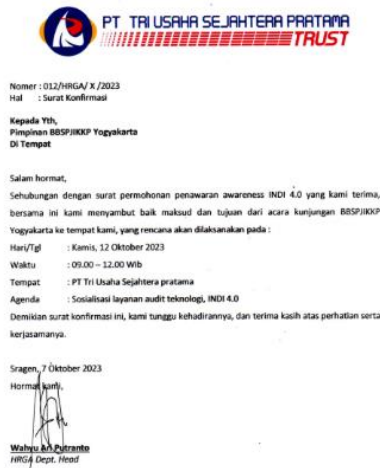 PT TRI USAHA SEJAHTERA PRATAMA
TRUST
Nomer : 012/HRGA/ X /2023
Hal : Surat Konfirmasi
Kepada Yth,
Pimpinan BBSPJIKKP Yogyakarta
Di Tempat
Salam hormat,
Sehubungan dengan surat permohonan penawaran awareness INDI 4.0 yang kami terima,
bersama ini kami menyambut baik maksud dan tujuan dari acara kunjungan BBSPJIKKP
Yogyakarta ke tempat kami, yang rencana akan dilaksanakan pada :
Hari/Tgl : Kamis, 12 Oktober 2023
Waktu : 09.00 – 12.00 Wib
Tempat : PT Tri Usaha Sejahtera pratama
Agenda : Sosialisasi layanan audit teknologi, INDI 4.0
Demikian surat konfirmasi ini, kami tunggu kehadirannya, dan terima kasih atas perhatian serta
kerjasamanya.
Sragen, 7 Oktober 2023
Hormat kami,
Wahyu Ari Putranto
HRGA Dept. Head